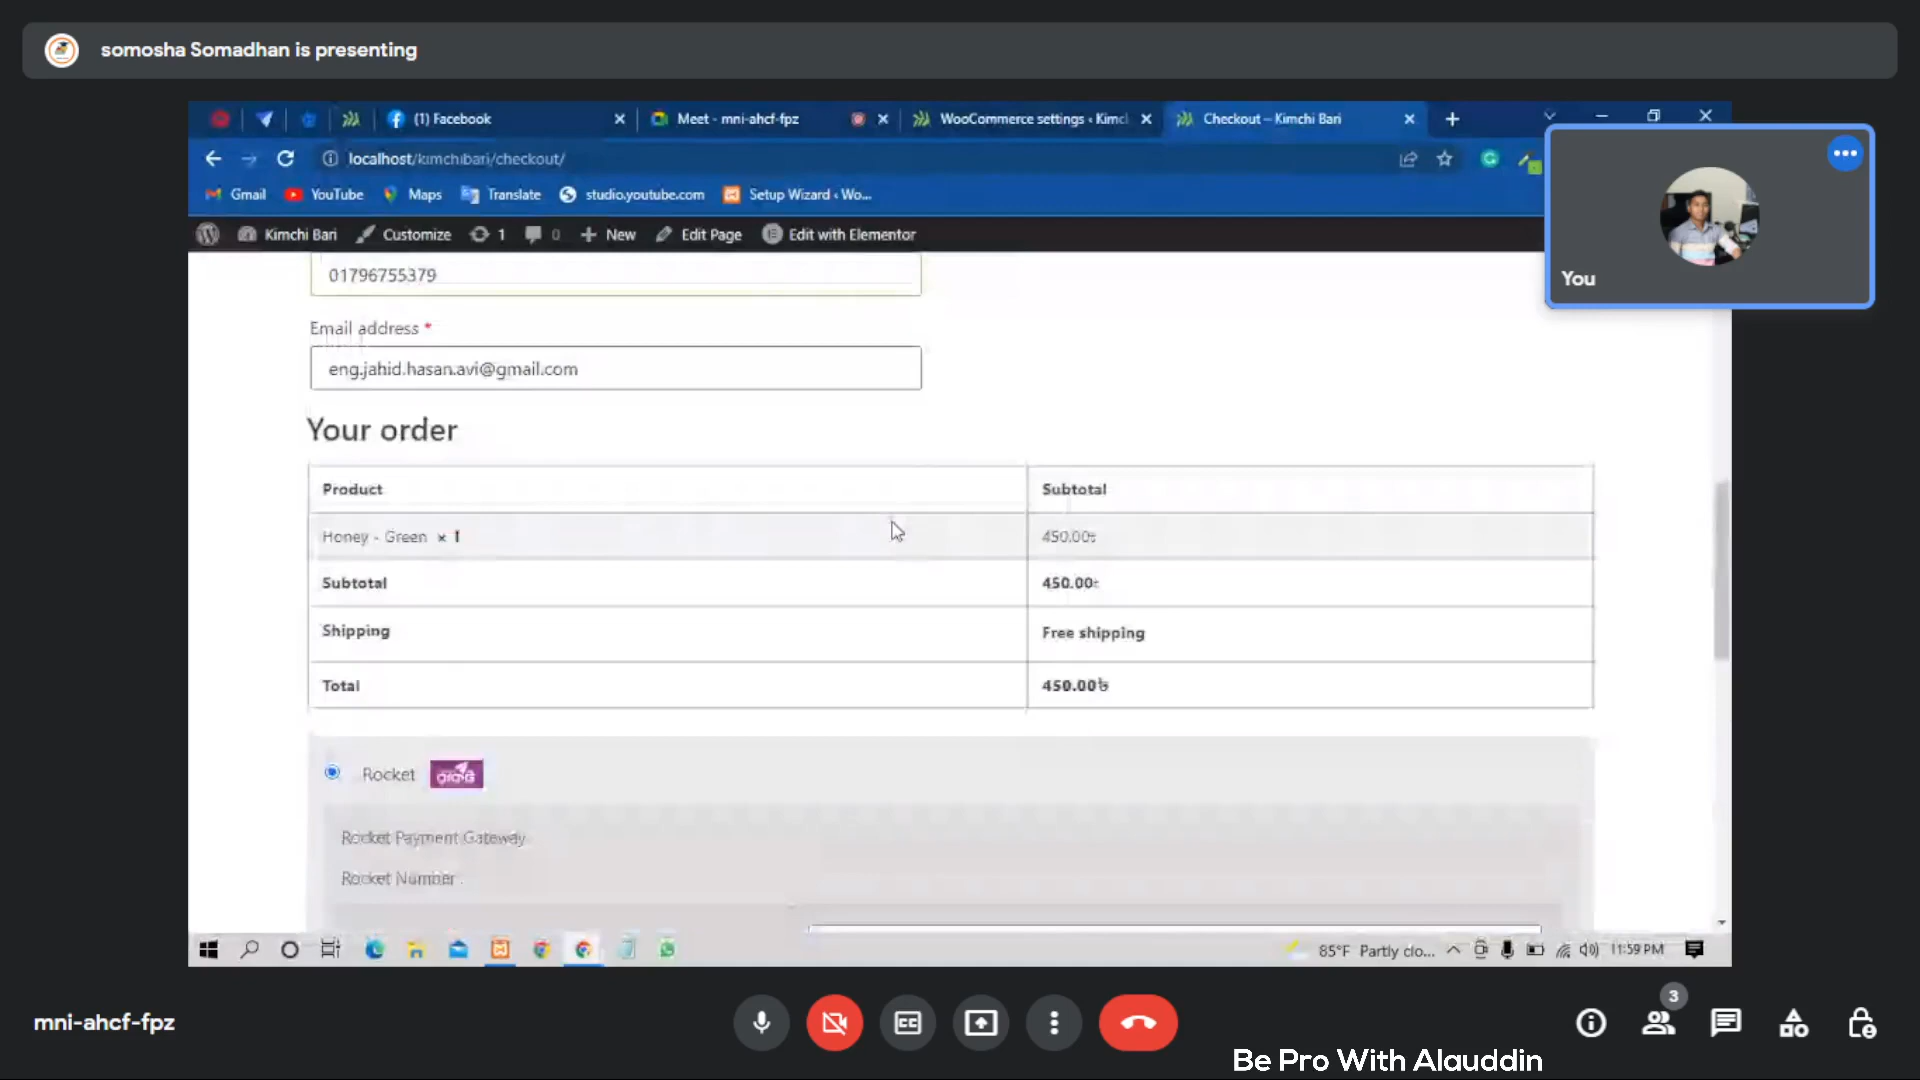 somosha Somadhan is presenting
(1) Facebook
Meet - mni-ahcf-fpz
WooCommerce settings ‹ Kimc
Checkout – Kimchi Bari
localhost/kimchibari/checkout/
Gmail
YouTube
Maps
Translate
studio.youtube.com
Setup Wizard ‹ Wo...
Kimchi Bari
Customize
1
0
New
Edit Page
Edit with Elementor
You
01796755379
Email address *
eng.jahid.hasan.avi@gmail.com
Your order
Product
Subtotal
Honey - Green × 1
450.00৳
Subtotal
450.00৳
Shipping
Free shipping
Total
450.00৳
Rocket
Rocket Payment Gateway
Rocket Number :
85°F Partly clo...
11:59 PM
mni-ahcf-fpz
3
Be Pro With Alauddin